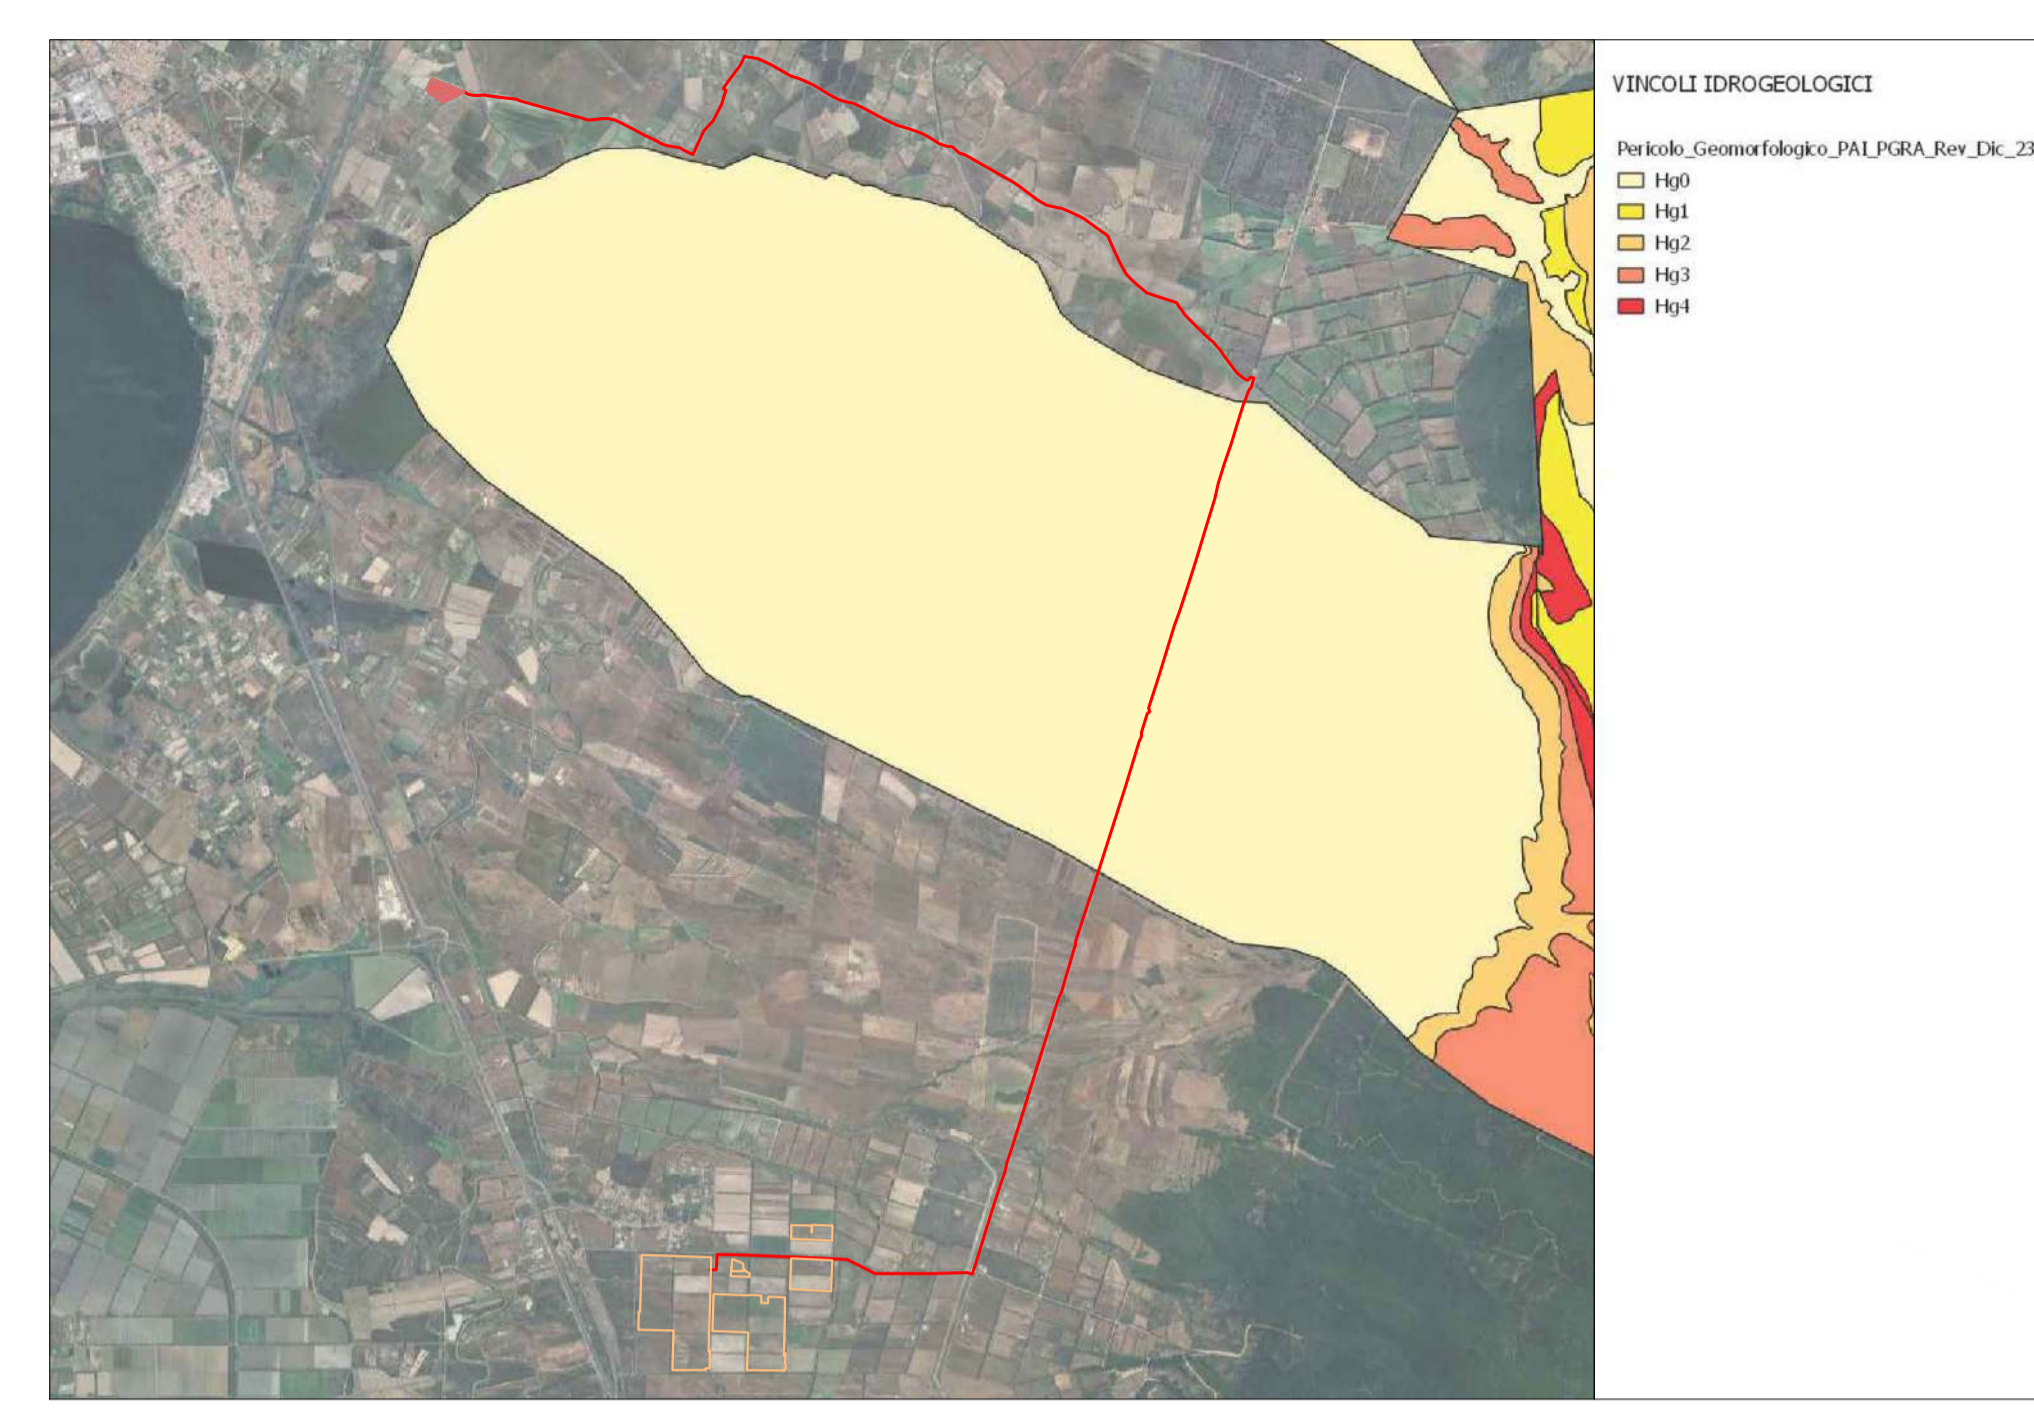 VINCOLI IDROGEOLOGICI
Pericolo_Geomorfologico_PAI_PGRA_Rev_Dic_23
Hg0
Hg1
Hg2
Hg3
Hg4